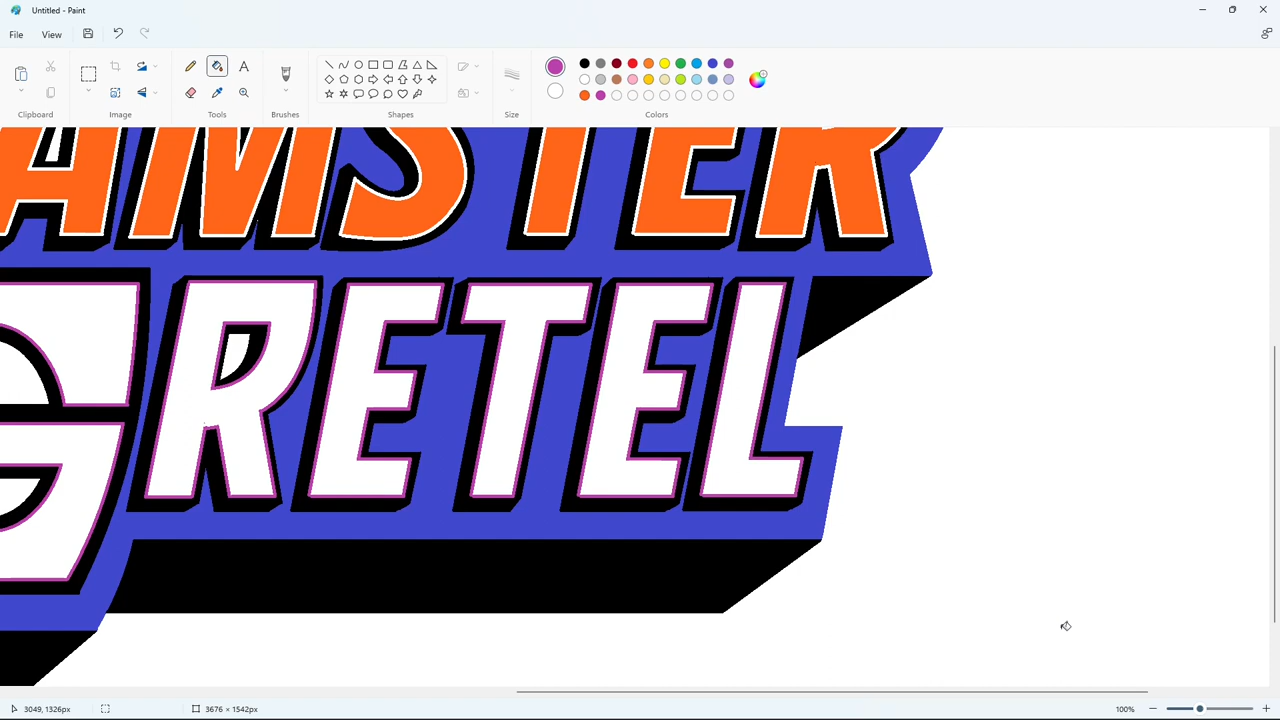 Untitled - Paint
File View
Clipboard Image Tools Brushes Shapes Size Colors
AMSTER
GRETEL
3049, 1326px 3676 × 1542px 100%